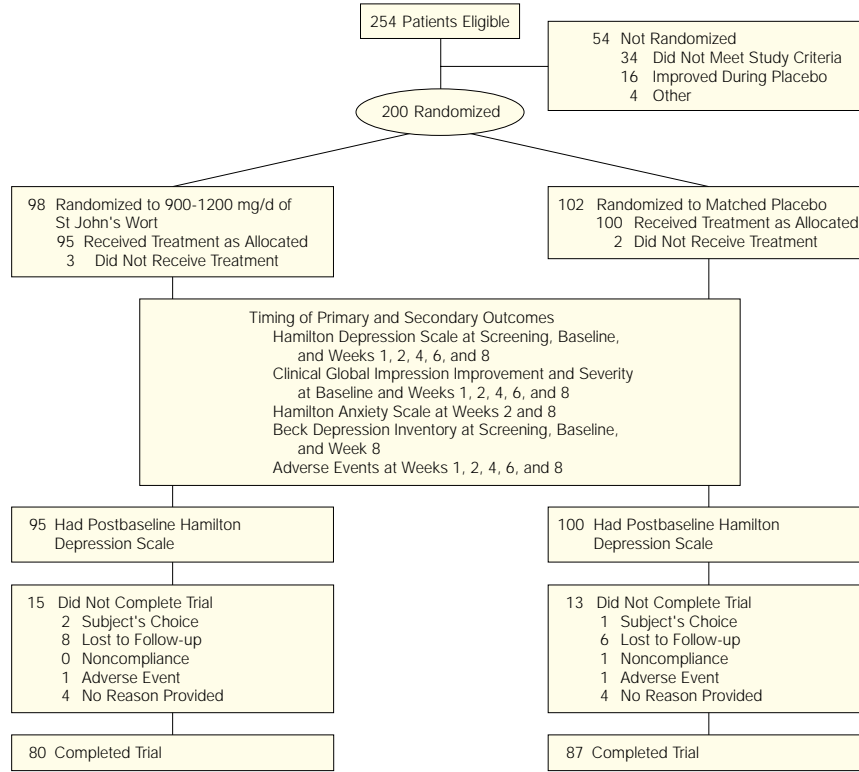 254 Patients Eligible
54 Not Randomized
34 Did Not Meet Study Criteria
16 Improved During Placebo
4 Other
200 Randomized
98 Randomized to 900-1200 mg/d of
St John's Wort
95 Received Treatment as Allocated
3 Did Not Receive Treatment
102 Randomized to Matched Placebo
100 Received Treatment as Allocated
2 Did Not Receive Treatment
Timing of Primary and Secondary Outcomes
Hamilton Depression Scale at Screening, Baseline,
and Weeks 1, 2, 4, 6, and 8
Clinical Global Impression Improvement and Severity
at Baseline and Weeks 1, 2, 4, 6, and 8
Hamilton Anxiety Scale at Weeks 2 and 8
Beck Depression Inventory at Screening, Baseline,
and Week 8
Adverse Events at Weeks 1, 2, 4, 6, and 8
95 Had Postbaseline Hamilton
Depression Scale
100 Had Postbaseline Hamilton
Depression Scale
15 Did Not Complete Trial
2 Subject's Choice
8 Lost to Follow-up
0 Noncompliance
1 Adverse Event
4 No Reason Provided
13 Did Not Complete Trial
1 Subject's Choice
6 Lost to Follow-up
1 Noncompliance
1 Adverse Event
4 No Reason Provided
80 Completed Trial
87 Completed Trial